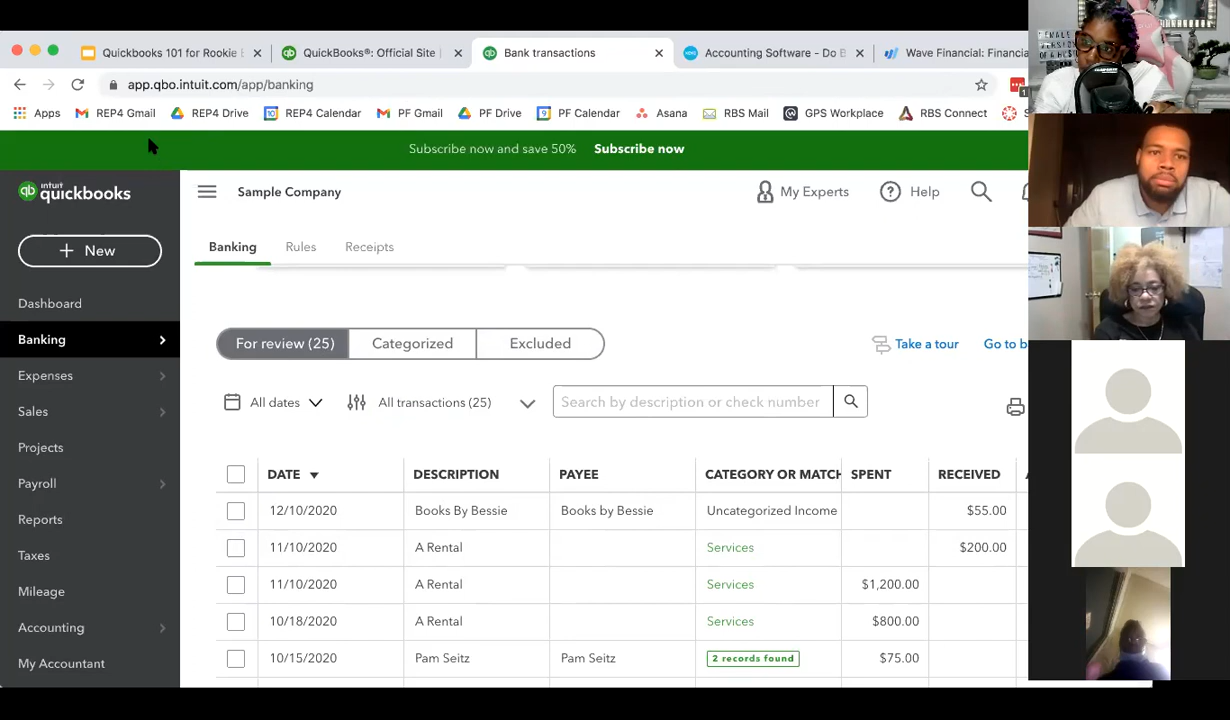 Quickbooks 101 for Rookie
QuickBooks®: Official Site
Bank transactions
Accounting Software - Do B
Wave Financial: Financi
app.qbo.intuit.com/app/banking
1
Apps REP4 Gmail REP4 Drive REP4 Calendar PF Gmail PF Drive PF Calendar Asana RBS Mail GPS Workplace RBS Connect S
Subscribe now and save 50% Subscribe now
intuit
quickbooks
Sample Company
My Experts
Help
+ New
Banking Rules Receipts
Dashboard
Banking
Expenses
Sales
Projects
Payroll
Reports
Taxes
Mileage
Accounting
My Accountant
For review (25) Categorized Excluded
Take a tour Go to b
All dates All transactions (25) Search by description or check number
DATE DESCRIPTION PAYEE CATEGORY OR MATCH SPENT RECEIVED
12/10/2020 Books By Bessie Books by Bessie Uncategorized Income $55.00
11/10/2020 A Rental Services $200.00
11/10/2020 A Rental Services $1,200.00
10/18/2020 A Rental Services $800.00
10/15/2020 Pam Seitz Pam Seitz 2 records found $75.00
FEMALE